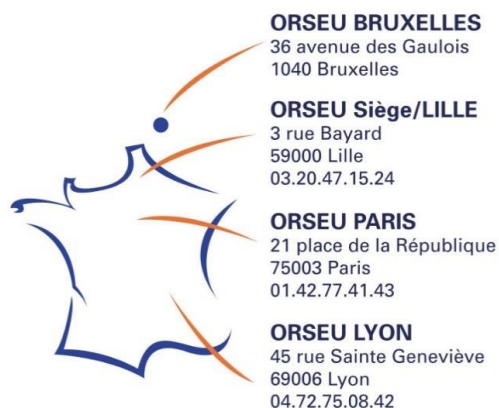 ORSEU BRUXELLES
36 avenue des Gaulois
1040 Bruxelles
ORSEU Siège/LILLE
3 rue Bayard
59000 Lille
03.20.47.15.24
ORSEU PARIS
21 place de la République
75003 Paris
01.42.77.41.43
ORSEU LYON
45 rue Sainte Geneviève
69006 Lyon
04.72.75.08.42